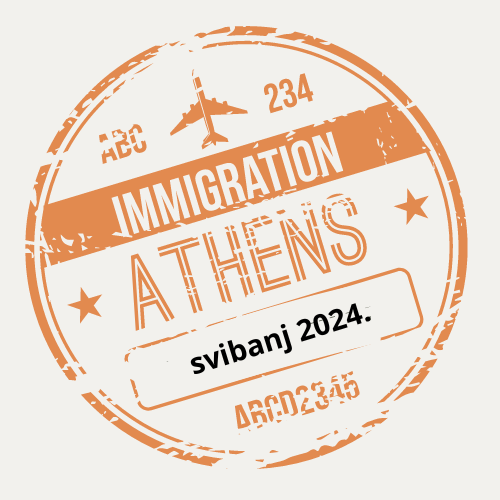 ABC
234
IMMIGRATION
ATHENS
svibanj 2024.
ABCD2345